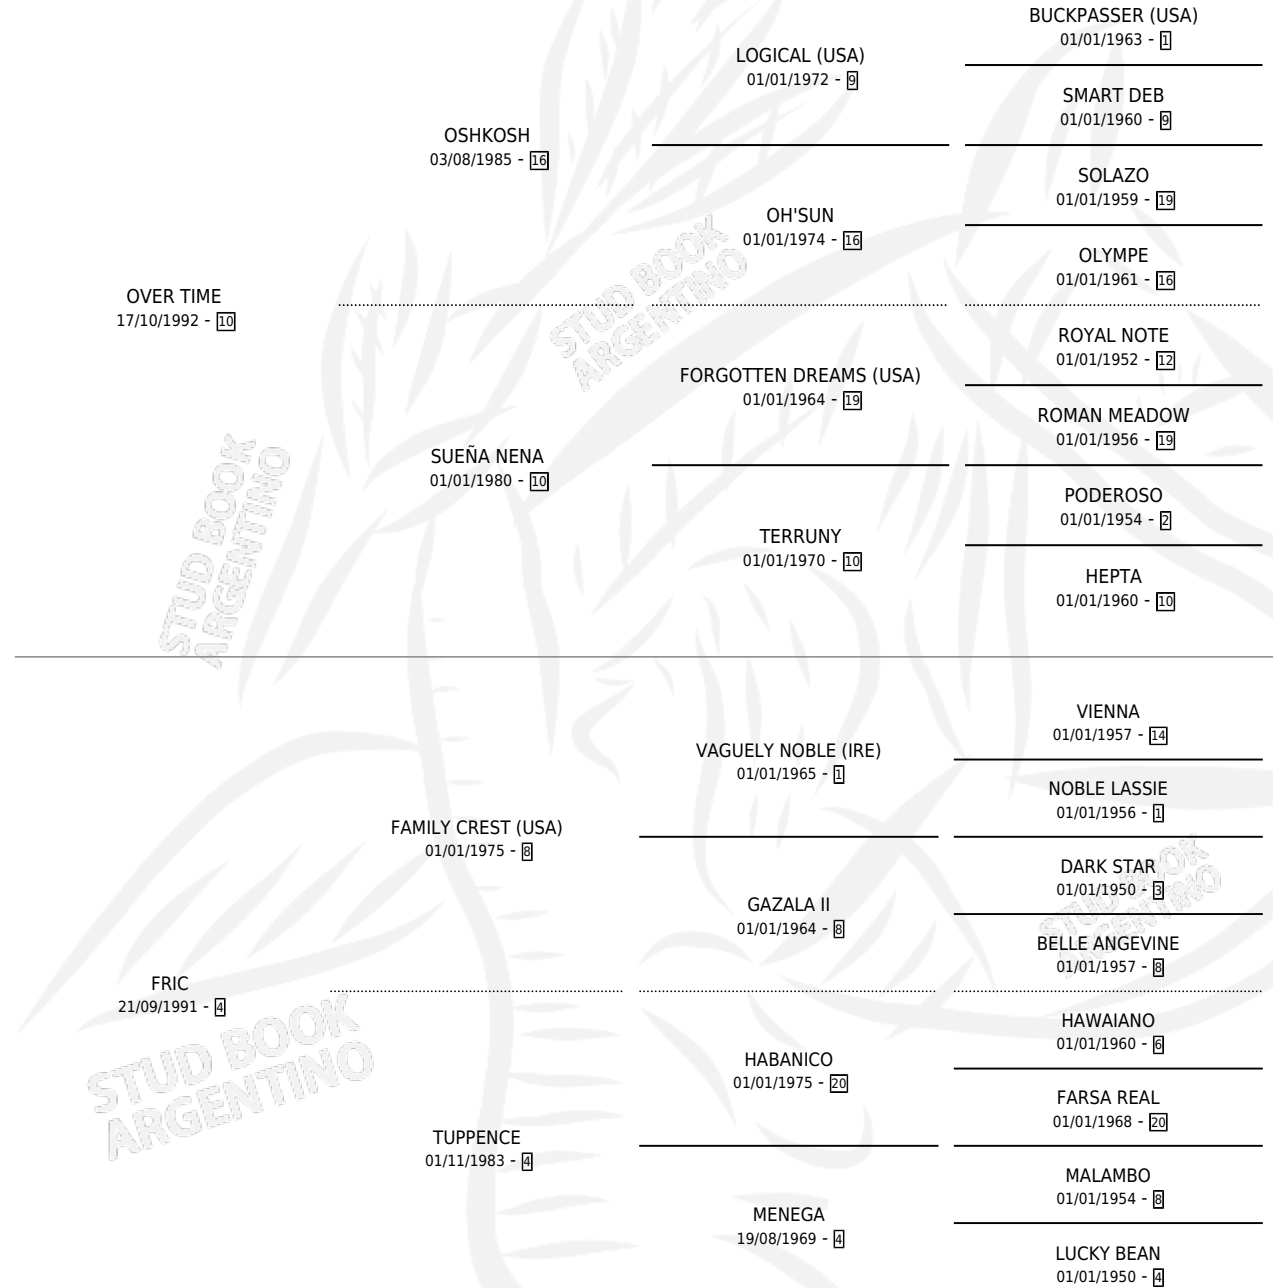 BUCKPASSER (USA)
01/01/1963 - 1
LOGICAL (USA)
01/01/1972 - 9
SMART DEB
01/01/1960 - 9
OSHKOSH
03/08/1985 - 16
SOLAZO
01/01/1959 - 19
OH'SUN
01/01/1974 - 16
OLYMPE
01/01/1961 - 16
OVER TIME
17/10/1992 - 10
STUD BOOK
ARGENTINO
ROYAL NOTE
01/01/1952 - 12
FORGOTTEN DREAMS (USA)
01/01/1964 - 19
ROMAN MEADOW
01/01/1956 - 19
SUEÑA NENA
01/01/1980 - 10
PODEROSO
01/01/1954 - 2
TERRUNY
01/01/1970 - 10
HEPTA
01/01/1960 - 10
STUD BOOK
ARGENTINO
VIENNA
01/01/1957 - 14
VAGUELY NOBLE (IRE)
01/01/1965 - 1
NOBLE LASSIE
01/01/1956 - 1
FAMILY CREST (USA)
01/01/1975 - 8
DARK STAR
01/01/1950 - 3
GAZALA II
01/01/1964 - 8
STUD BOOK
ARGENTINO
BELLE ANGEVINE
01/01/1957 - 8
FRIC
21/09/1991 - 4
STUD BOOK
ARGENTINO
HAWAIANO
01/01/1960 - 6
HABANICO
01/01/1975 - 20
FARSA REAL
01/01/1968 - 20
TUPPENCE
01/11/1983 - 4
MALAMBO
01/01/1954 - 8
MENEGA
19/08/1969 - 4
LUCKY BEAN
01/01/1950 - 4